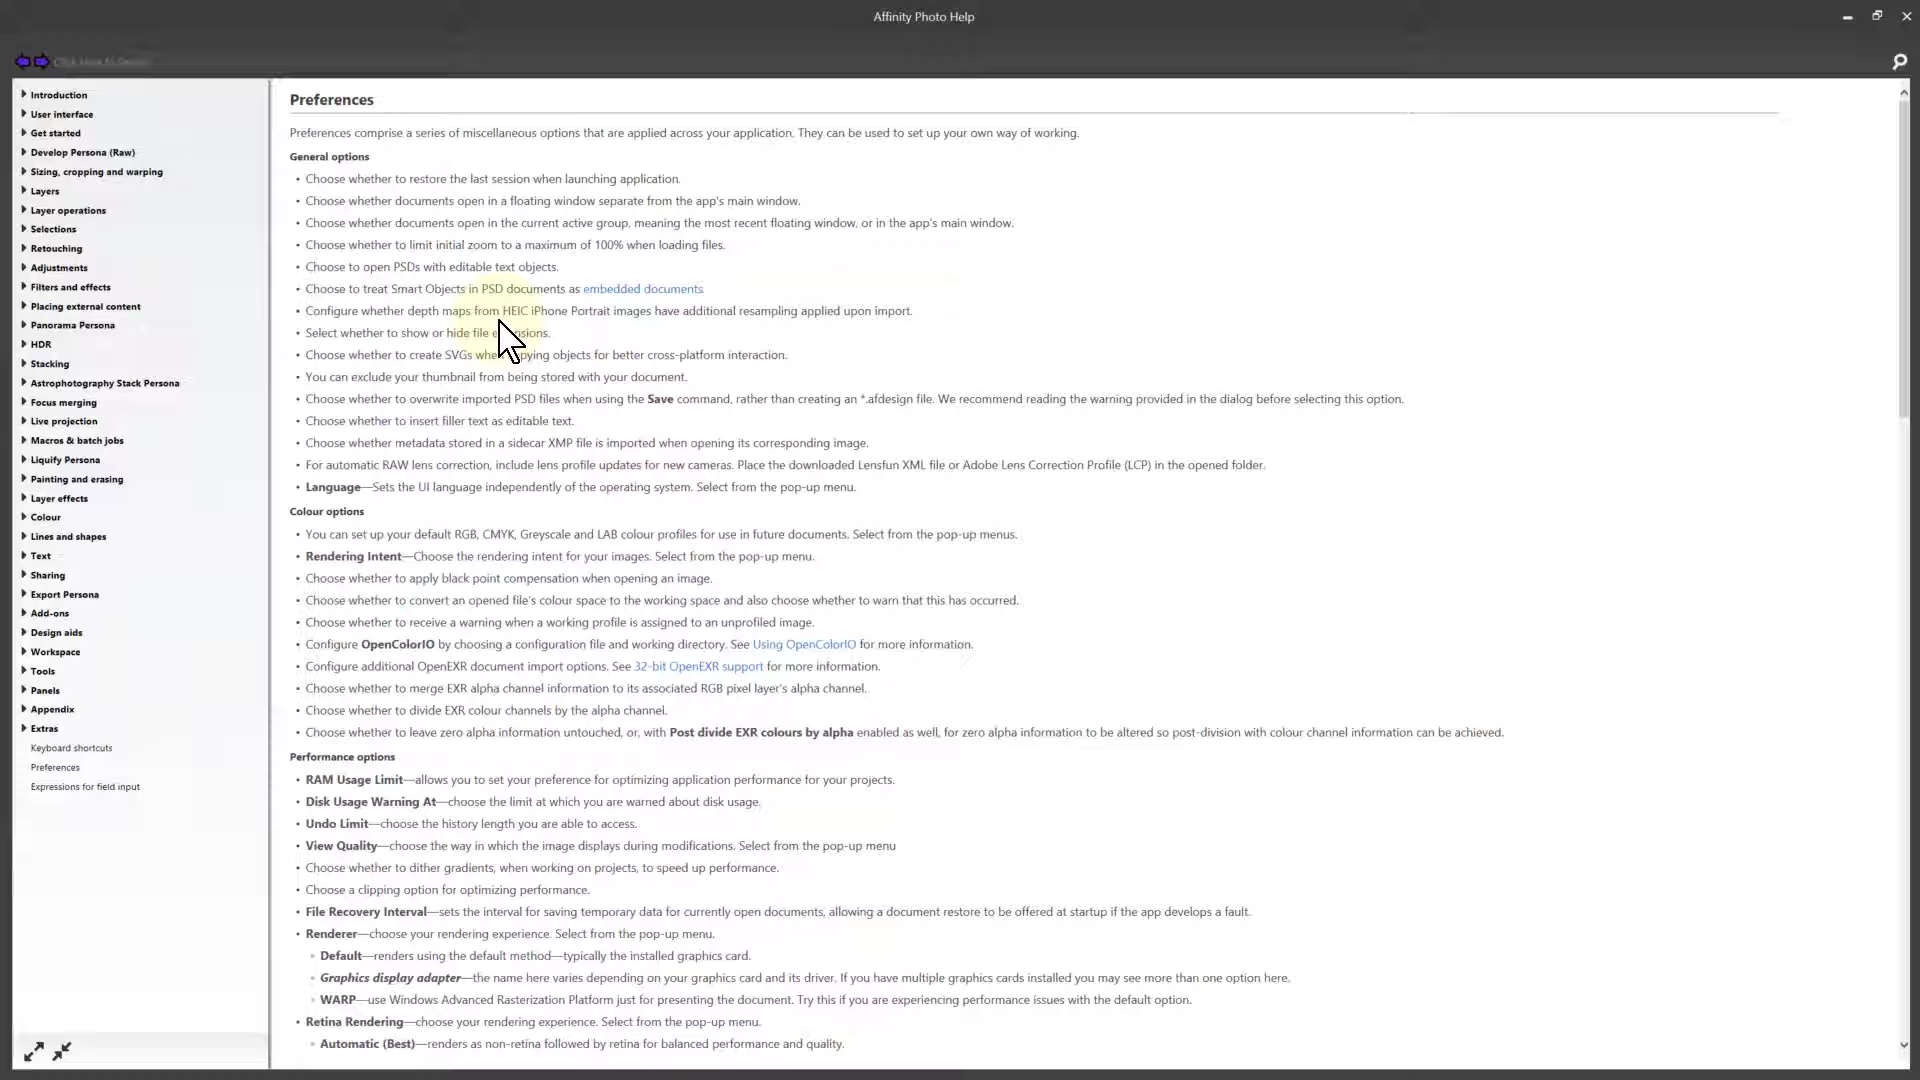 Affinity Photo Help
Introduction
User interface
Get started
Develop Persona (Raw)
Sizing, cropping and warping
Layers
Layer operations
Selections
Retouching
Adjustments
Filters and effects
Placing external content
Panorama Persona
HDR
Stacking
Astrophotography Stack Persona
Focus merging
Live projection
Macros & batch jobs
Liquify Persona
Painting and erasing
Layer effects
Colour
Lines and shapes
Text
Sharing
Export Persona
Add-ons
Design aids
Workspace
Tools
Panels
Appendix
Extras
Keyboard shortcuts
Preferences
Expressions for field input
Preferences
Preferences comprise a series of miscellaneous options that are applied across your application. They can be used to set up your own way of working.
General options
• Choose whether to restore the last session when launching application.
• Choose whether documents open in a floating window separate from the app's main window.
• Choose whether documents open in the current active group, meaning the most recent floating window, or in the app's main window.
• Choose whether to limit initial zoom to a maximum of 100% when loading files.
• Choose to open PSDs with editable text objects.
• Choose to treat Smart Objects in PSD documents as embedded documents.
• Configure whether depth maps from HEIC iPhone Portrait images have additional resampling applied upon import.
• Select whether to show or hide file extensions.
• Choose whether to create SVGs when copying objects for better cross-platform interaction.
• You can exclude your thumbnail from being stored with your document.
• Choose whether to overwrite imported PSD files when using the Save command, rather than creating an *.afdesign file. We recommend reading the warning provided in the dialog before selecting this option.
• Choose whether to insert filler text as editable text.
• Choose whether metadata stored in a sidecar XMP file is imported when opening its corresponding image.
• For automatic RAW lens correction, include lens profile updates for new cameras. Place the downloaded Lensfun XML file or Adobe Lens Correction Profile (LCP) in the opened folder.
• Language—Sets the UI language independently of the operating system. Select from the pop-up menu.
Colour options
• You can set up your default RGB, CMYK, Greyscale and LAB colour profiles for use in future documents. Select from the pop-up menus.
• Rendering Intent—Choose the rendering intent for your images. Select from the pop-up menu.
• Choose whether to apply black point compensation when opening an image.
• Choose whether to convert an opened file's colour space to the working space and also choose whether to warn that this has occurred.
• Choose whether to receive a warning when a working profile is assigned to an unprofiled image.
• Configure OpenColorIO by choosing a configuration file and working directory. See Using OpenColorIO for more information.
• Configure additional OpenEXR document import options. See 32-bit OpenEXR support for more information.
• Choose whether to merge EXR alpha channel information to its associated RGB pixel layer's alpha channel.
• Choose whether to divide EXR colour channels by the alpha channel.
• Choose whether to leave zero alpha information untouched, or, with Post divide EXR colours by alpha enabled as well, for zero alpha information to be altered so post-division with colour channel information can be achieved.
Performance options
• RAM Usage Limit—allows you to set your preference for optimizing application performance for your projects.
• Disk Usage Warning At—choose the limit at which you are warned about disk usage.
• Undo Limit—choose the history length you are able to access.
• View Quality—choose the way in which the image displays during modifications. Select from the pop-up menu
• Choose whether to dither gradients, when working on projects, to speed up performance.
• Choose a clipping option for optimizing performance.
• File Recovery Interval—sets the interval for saving temporary data for currently open documents, allowing a document restore to be offered at startup if the app develops a fault.
• Renderer—choose your rendering experience. Select from the pop-up menu.
Default—renders using the default method—typically the installed graphics card.
Graphics display adapter—the name here varies depending on your graphics card and its driver. If you have multiple graphics cards installed you may see more than one option here.
WARP—use Windows Advanced Rasterization Platform just for presenting the document. Try this if you are experiencing performance issues with the default option.
• Retina Rendering—choose your rendering experience. Select from the pop-up menu.
Automatic (Best)—renders as non-retina followed by retina for balanced performance and quality.